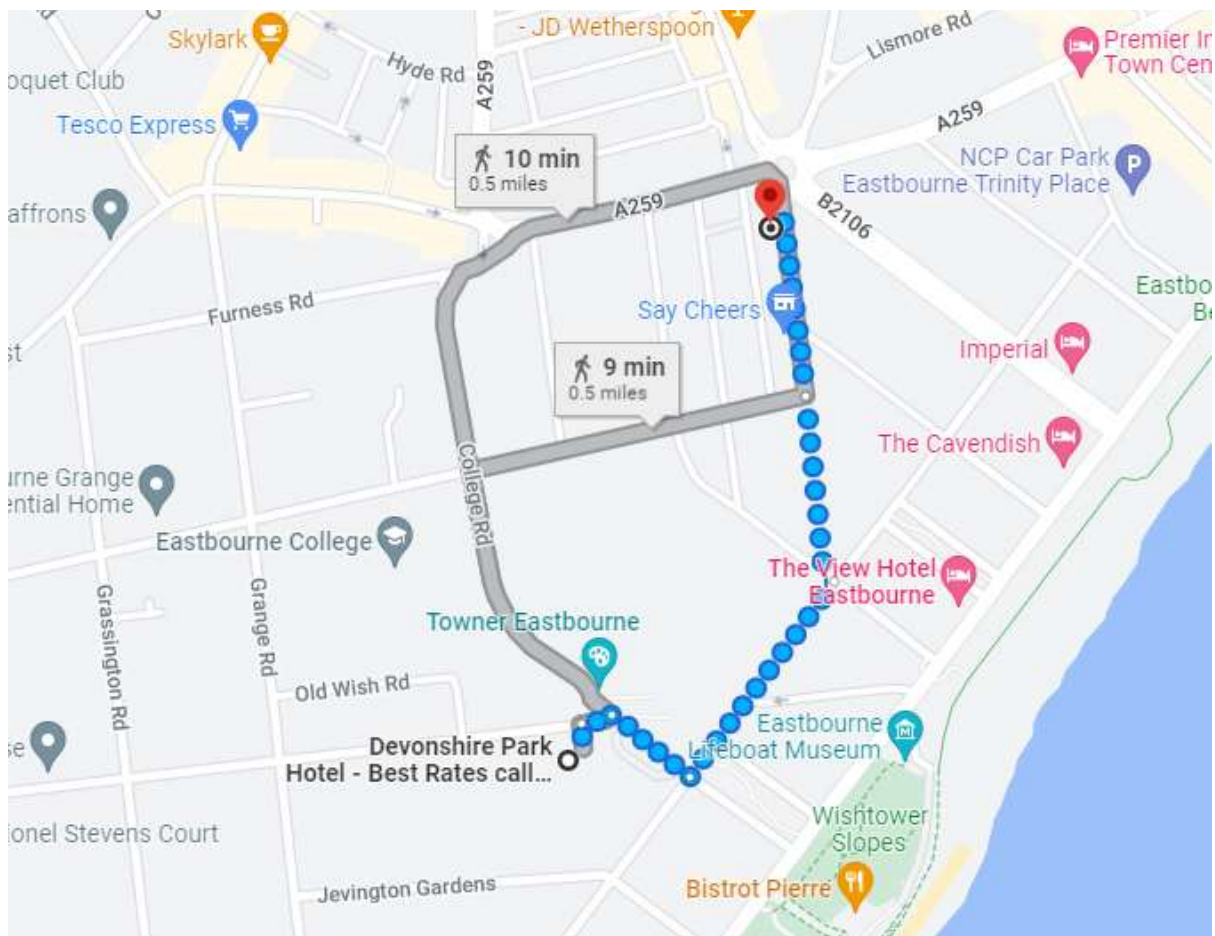 - JD Wetherspoon
Skylark
Lismore Rd
Premier In
Town Cen
Hyde Rd
oquet Club
A259
A259
Tesco Express
10 min
0.5 miles
NCP Car Park
Eastbourne Trinity Place
affrons
A259
B2106
Furness Rd
Say Cheers
Eastbo
Be
Imperial
st
9 min
0.5 miles
The Cavendish
College Rd
urne Grange
ential Home
Eastbourne College
The View Hotel
Eastbourne
Grassington Rd
Grange Rd
Towner Eastbourne
Old Wish Rd
Eastbourne
Lifeboat Museum
se
Devonshire Park
Hotel - Best Rates call...
Wishtower
Slopes
ionel Stevens Court
Jevington Gardens
Bistrot Pierre